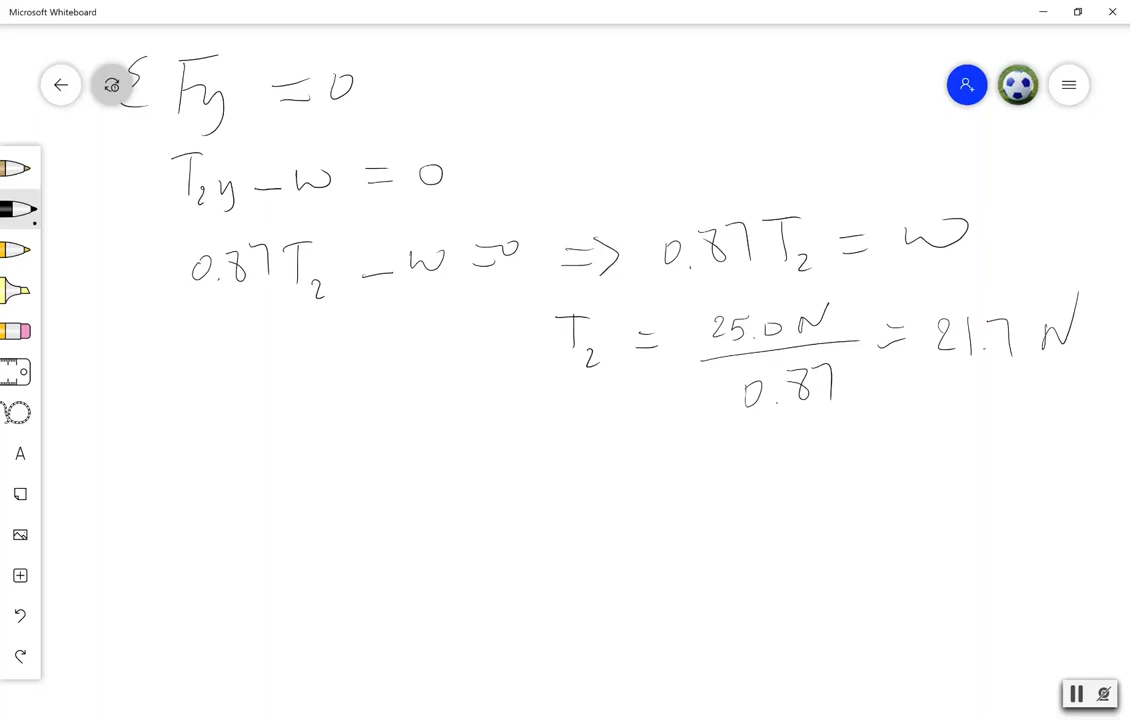 Microsoft Whiteboard
Σ Fy = 0
T2y - W = 0
0.87 T2 - W = 0 => 0.87 T2 = W
T2 = 25.0 N / 0.87 = 21.7 N
A